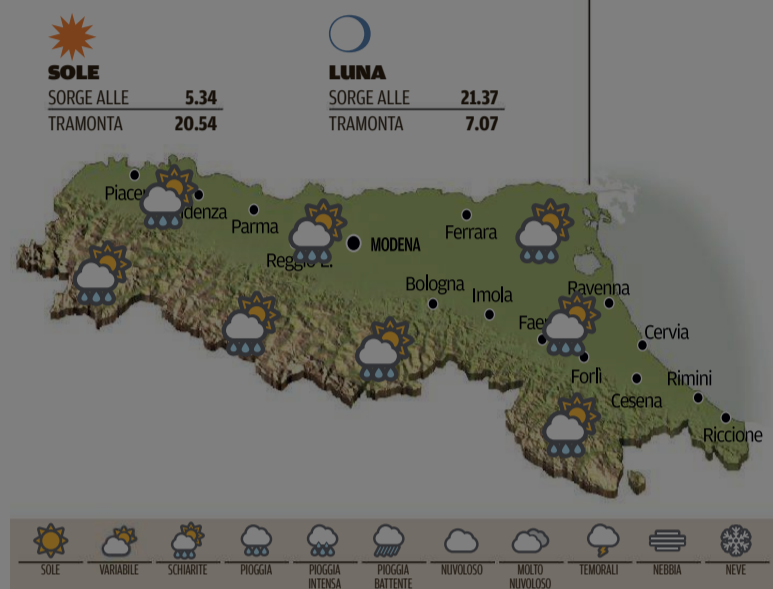 SOLE
SORGE ALLE 5.34
TRAMONTA 20.54
LUNA
SORGE ALLE 21.37
TRAMONTA 7.07
Parma
MODENA
Ferrara
Bologna
Imola
Ravenna
Cervia
Forlì
Cesena
Rimini
Riccione
SOLE
VARIABILE
SCHIARITE
PIOGGIA
PIOGGIA
INTENSA
PIOGGIA
BATTENTE
NUVOLOSO
MOLTO
NUVOLOSO
TEMORALI
NEBBIA
NEVE